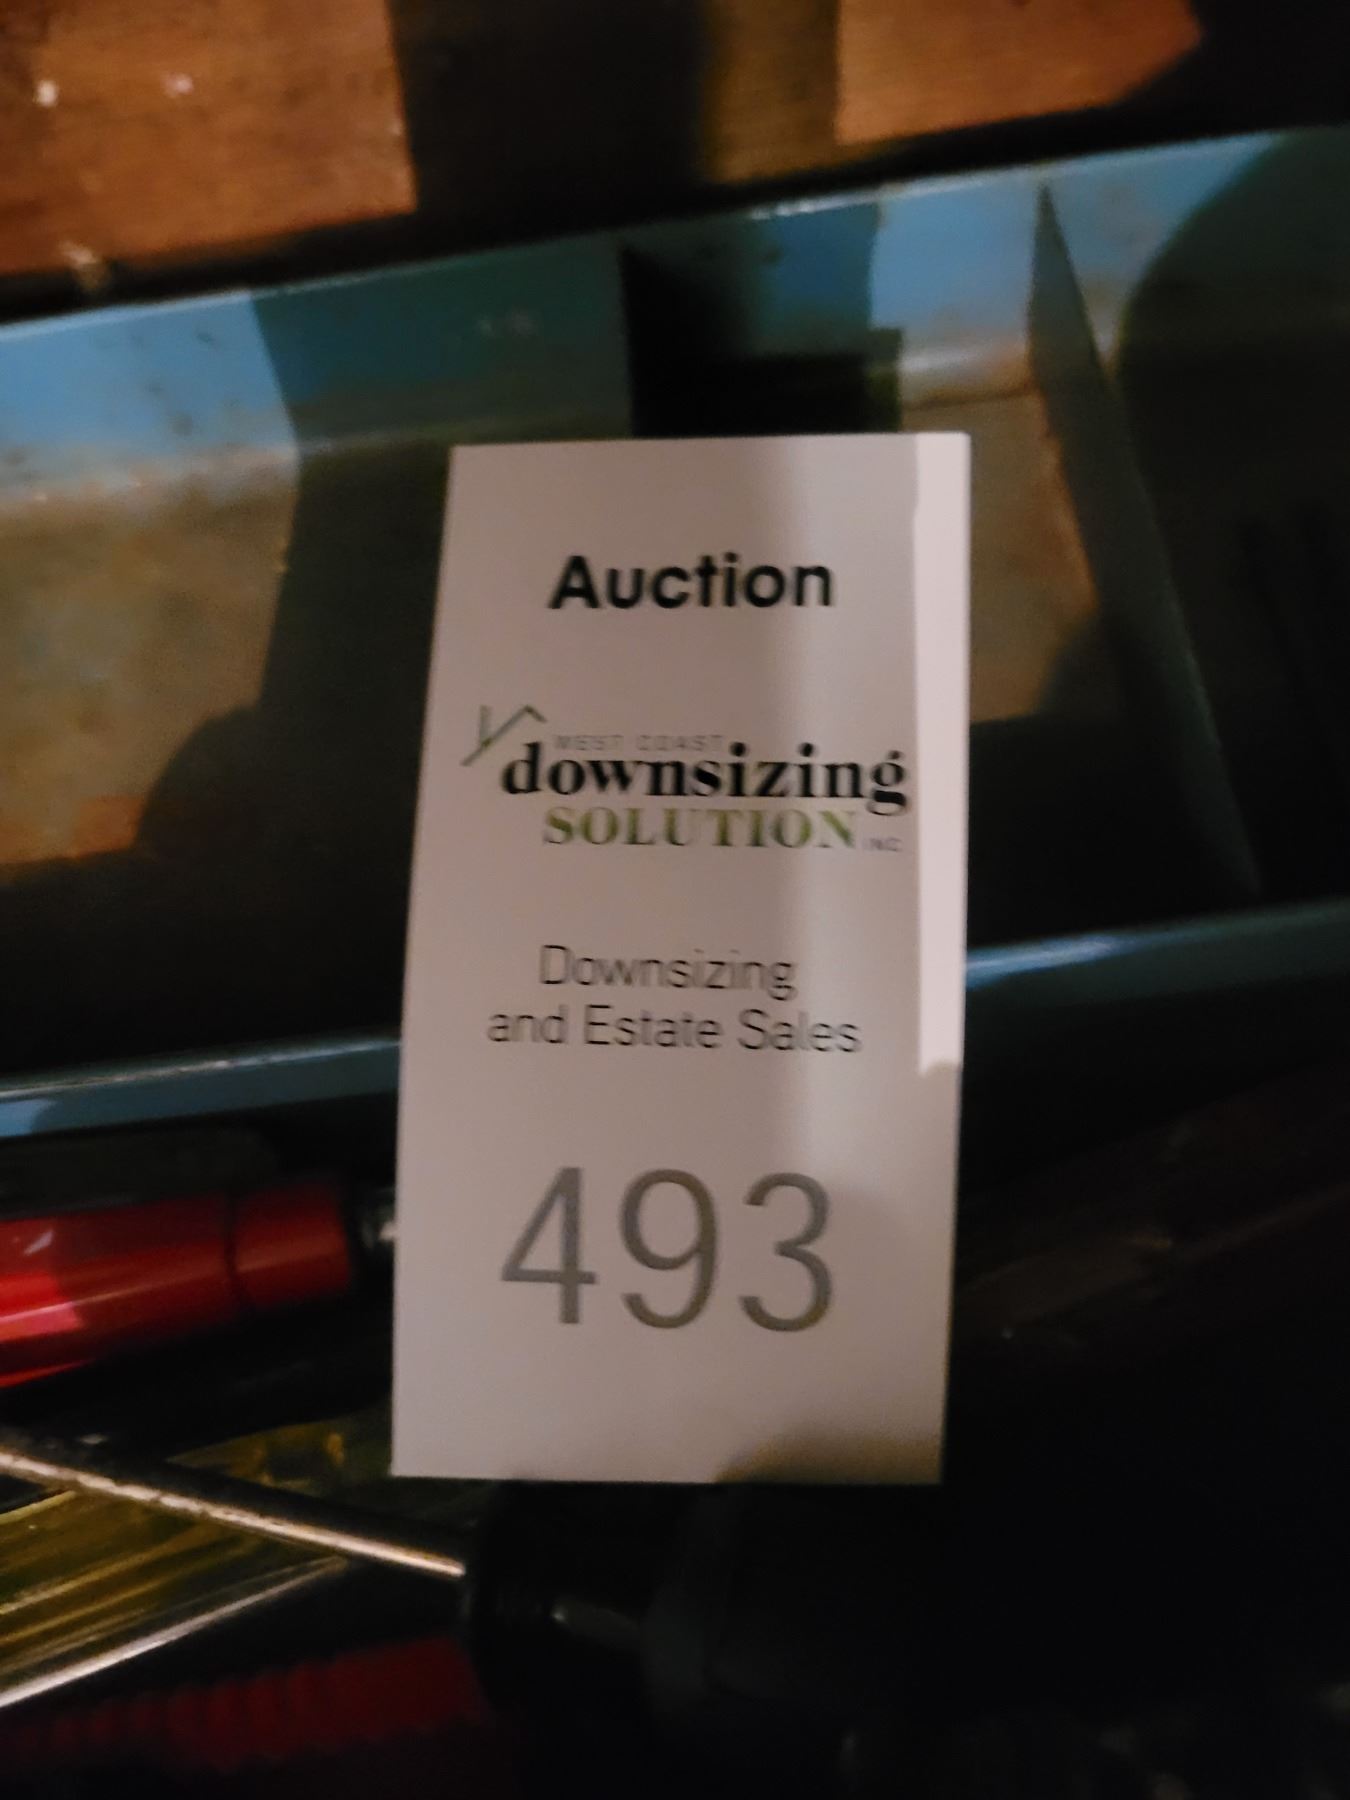 Auction
WEST COAST
downsizing
SOLUTION INC
Downsizing
and Estate Sales
493